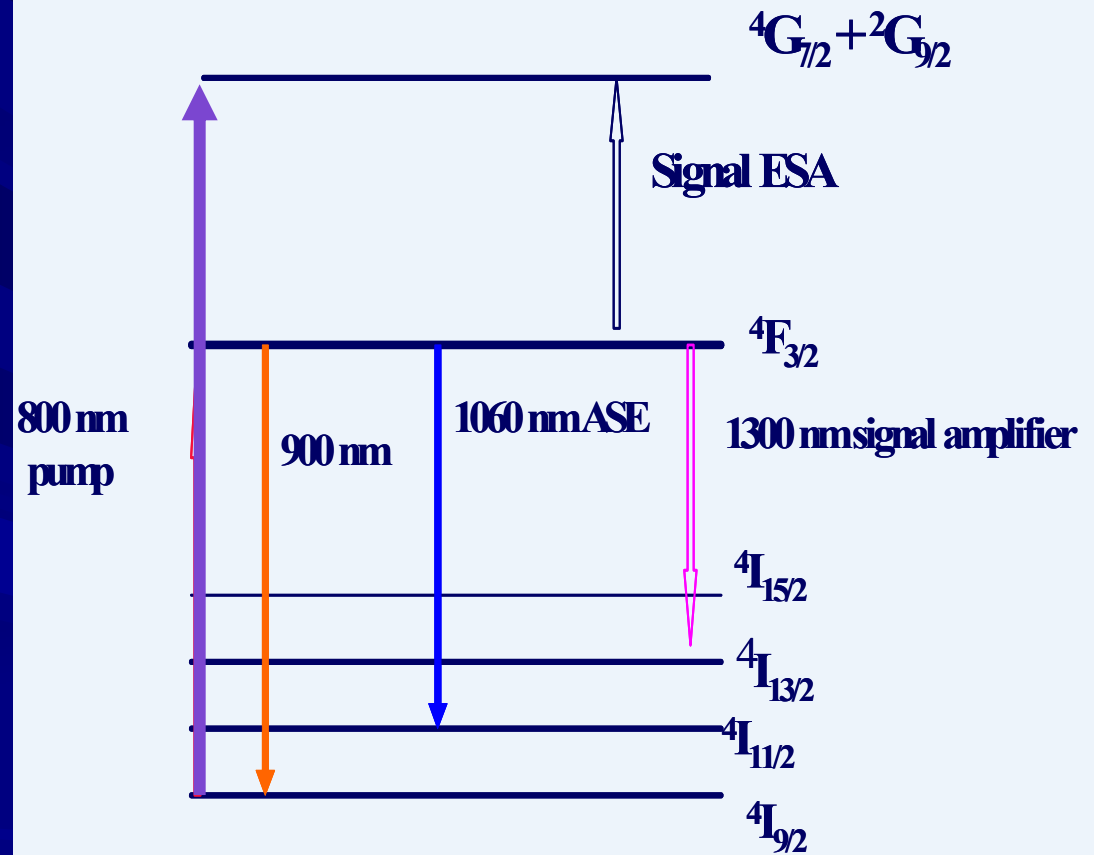 ⁴G₇/₂ + ²G₉/₂
Signal ESA
⁴F₃/₂
800 nm
pump
900 nm
1060 nm ASE
1300 nm signal amplifier
⁴I₁₅/₂
⁴I₁₃/₂
⁴I₁₁/₂
⁴I₉/₂